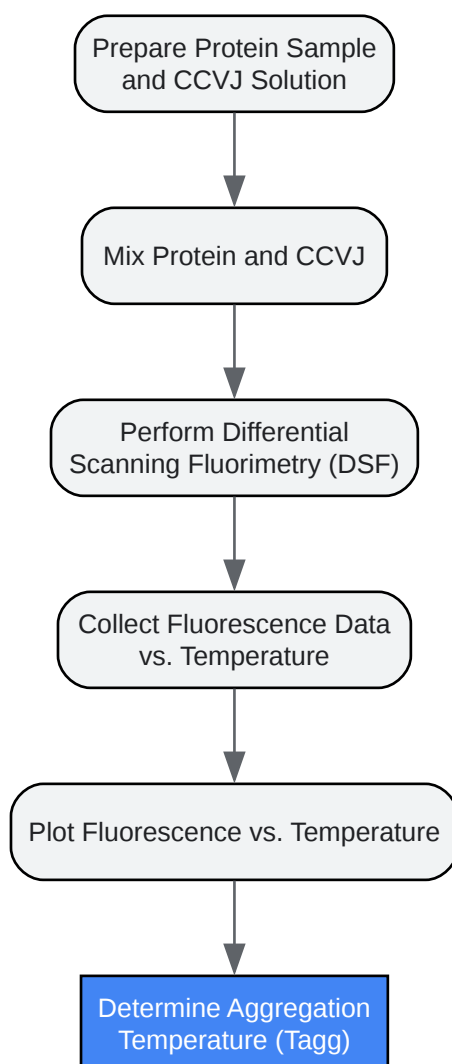 Prepare Protein Sample
and CCVJ Solution
Mix Protein and CCVJ
Perform Differential
Scanning Fluorimetry (DSF)
Collect Fluorescence Data
vs. Temperature
Plot Fluorescence vs. Temperature
Determine Aggregation
Temperature (Tagg)